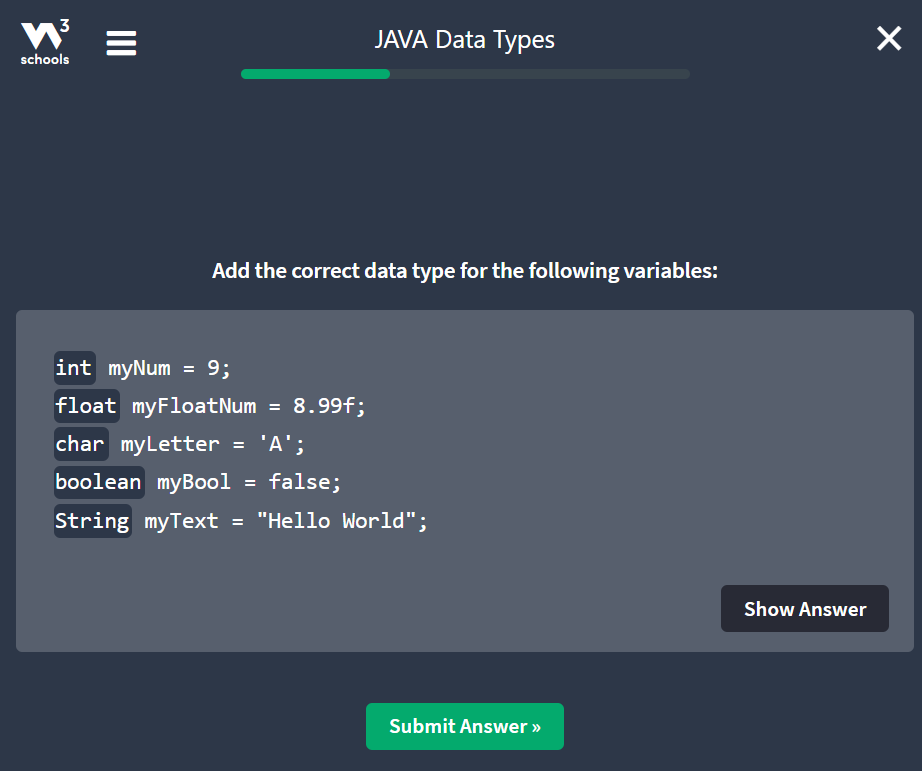 3
schools
JAVA Data Types
Add the correct data type for the following variables:
int myNum = 9;
float myFloatNum = 8.99f;
char myLetter = 'A';
boolean myBool = false;
String myText = "Hello World";
Show Answer
Submit Answer »